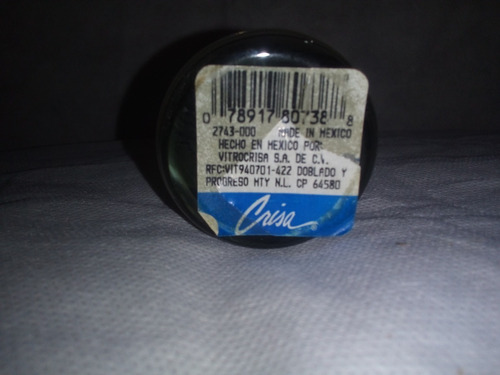 0 78917 80738 8
2743-000 MADE IN MEXICO
HECHO EN MEXICO POR:
VITROCRISA S.A. DE C.V.
RFC:VIT940701-422 DOBLADO Y
PROGRESO MTY N.L. CP 64580
Crisa